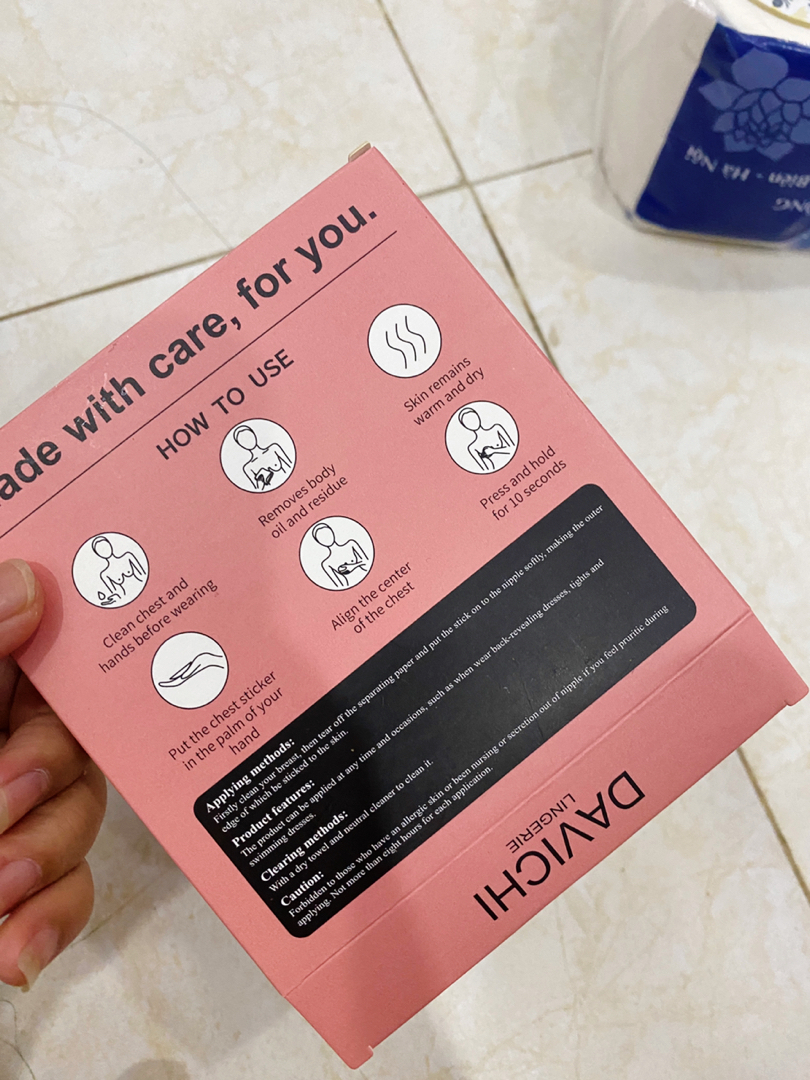 ade with care, for you.
HOW TO USE
Clean chest and
hands before wearing
Removes body
oil and residue
Skin remains
warm and dry
Put the chest sticker
in the palm of your
hand
Align the center
of the chest
Press and hold
for 10 seconds
Applying methods:
Firstly clean your breast, then tear off the separating paper and put the stick on to the nipple softly, making the outer
edge of which be sticked to the skin.
Product features:
The product can be applied at any time and occasions, such as when wear back-revealing dresses, tights and
swimming dresses.
Clearing methods:
With a dry towel and neutral cleaner to clean it.
Caution:
Forbidden to those who have an allergic skin or been nursing or secretion out of nipple if you feel pruntic during
applying. Not more than eight hours for each application.
DAVICHI
LINGERIE
Biên - Hà Nội